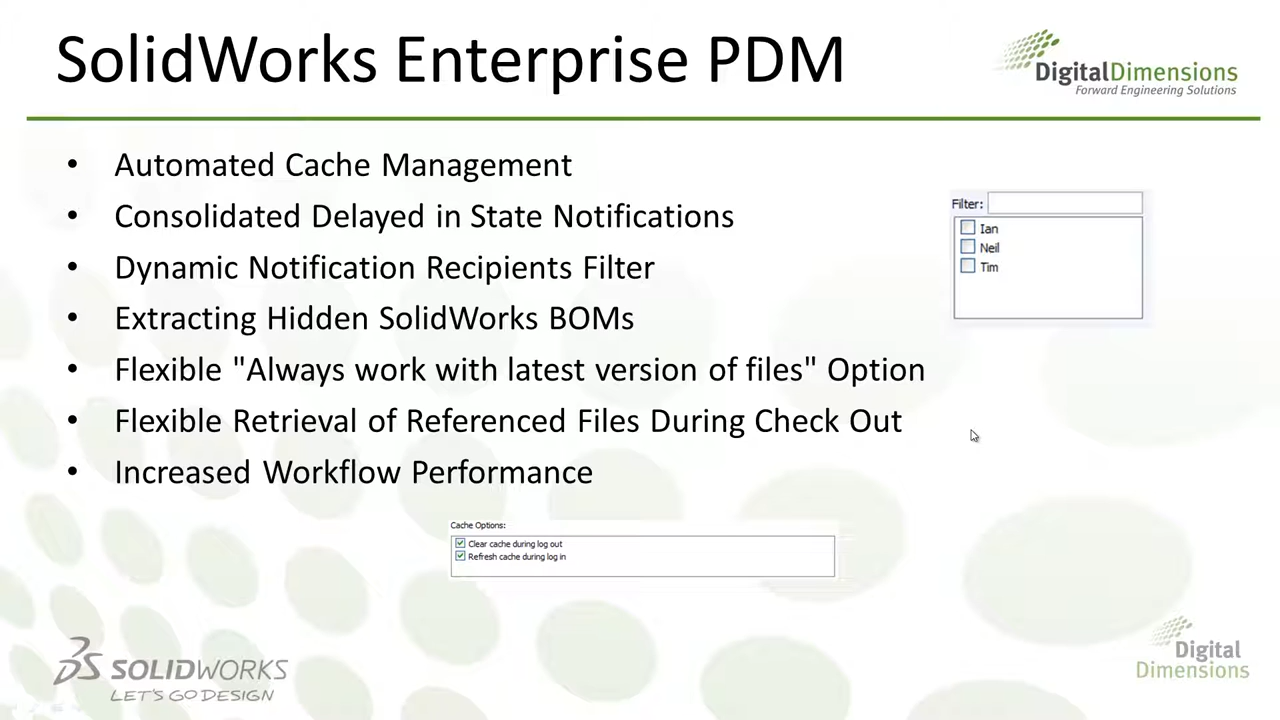 SolidWorks Enterprise PDM
DigitalDimensions
Forward Engineering Solutions
• Automated Cache Management
• Consolidated Delayed in State Notifications
• Dynamic Notification Recipients Filter
• Extracting Hidden SolidWorks BOMs
• Flexible "Always work with latest version of files" Option
• Flexible Retrieval of Referenced Files During Check Out
• Increased Workflow Performance
Filter:
Ian
Neil
Tim
Cache Options:
Clear cache during log out
Refresh cache during log in
SOLIDWORKS
LET'S GO DESIGN
Digital
Dimensions